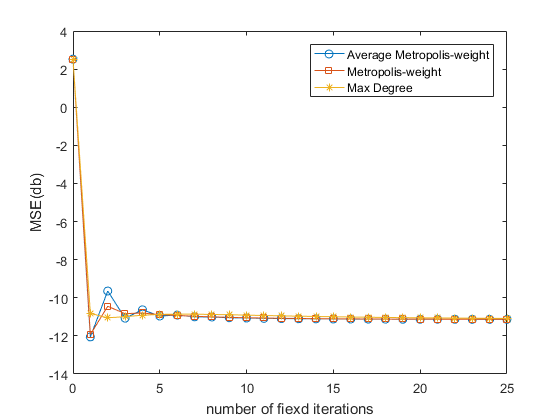 4
2
0
-2
-4
-6
-8
-10
-12
-14
MSE(db)
Average Metropolis-weight
Metropolis-weight
Max Degree
0 5 10 15 20 25
number of fiexd iterations